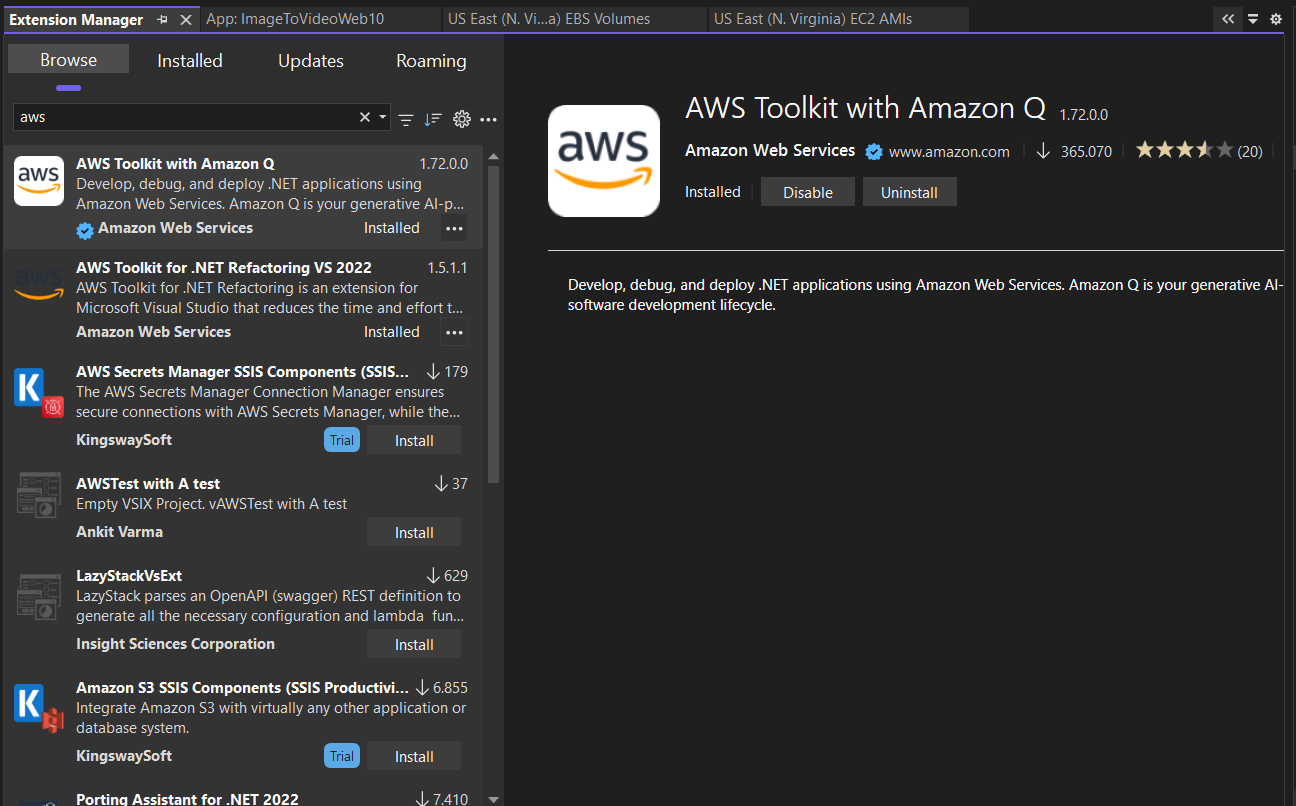 Extension Manager
App: ImageToVideoWeb10
US East (N. Vi...a) EBS Volumes
US East (N. Virginia) EC2 AMIs
Browse
Installed
Updates
Roaming
aws
aws
AWS Toolkit with Amazon Q
1.72.0.0
Develop, debug, and deploy .NET applications using
Amazon Web Services. Amazon Q is your generative AI-p...
Amazon Web Services
Installed
aws
AWS Toolkit for .NET Refactoring VS 2022
1.5.1.1
AWS Toolkit for .NET Refactoring is an extension for
Microsoft Visual Studio that reduces the time and effort t...
Amazon Web Services
Installed
K
AWS Secrets Manager SSIS Components (SSIS...
179
The AWS Secrets Manager Connection Manager ensures
secure connections with AWS Secrets Manager, while the...
KingswaySoft
Trial
Install
AWSTest with A test
37
Empty VSIX Project. vAWSTest with A test
Ankit Varma
Install
LazyStackVsExt
629
LazyStack parses an OpenAPI (swagger) REST definition to
generate all the necessary configuration and lambda fun...
Insight Sciences Corporation
Install
K
Amazon S3 SSIS Components (SSIS Productivi...
6.855
Integrate Amazon S3 with virtually any other application or
database system.
KingswaySoft
Trial
Install
Porting Assistant for .NET 2022
7.410
aws
AWS Toolkit with Amazon Q
1.72.0.0
Amazon Web Services
www.amazon.com
365.070
(20)
Installed
Disable
Uninstall
Develop, debug, and deploy .NET applications using Amazon Web Services. Amazon Q is your generative AI-
software development lifecycle.